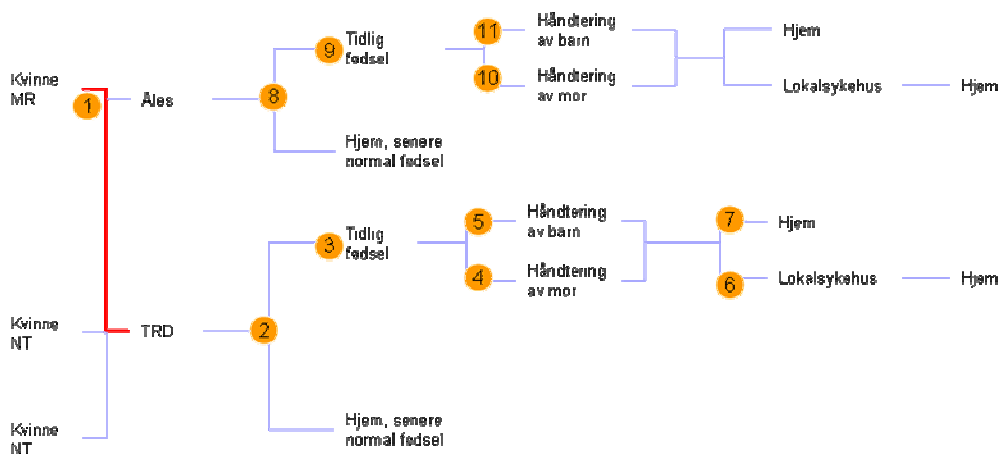 Kvinne
MR
1
Åles
8
9
Tidlig
fødsel
11
Håndtering
av barn
10
Håndtering
av mor
Hjem
Lokalsykehus
Hjem
Hjem, senere
normal fødsel
Kvinne
NT
TRD
2
3
Tidlig
fødsel
5
Håndtering
av barn
4
Håndtering
av mor
7
Hjem
6
Lokalsykehus
Hjem
Hjem, senere
normal fødsel
Kvinne
NT